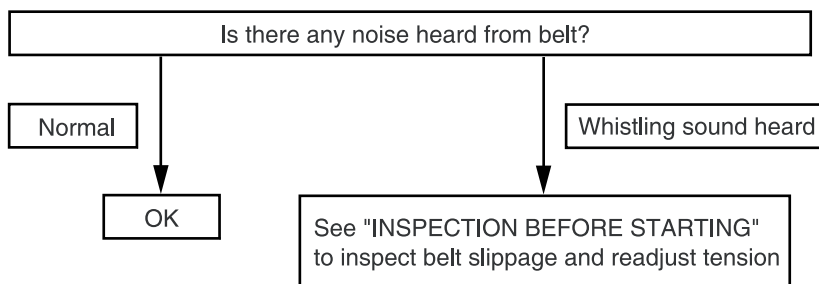 Is there any noise heard from belt?
Normal
Whistling sound heard
OK
See "INSPECTION BEFORE STARTING"
to inspect belt slippage and readjust tension